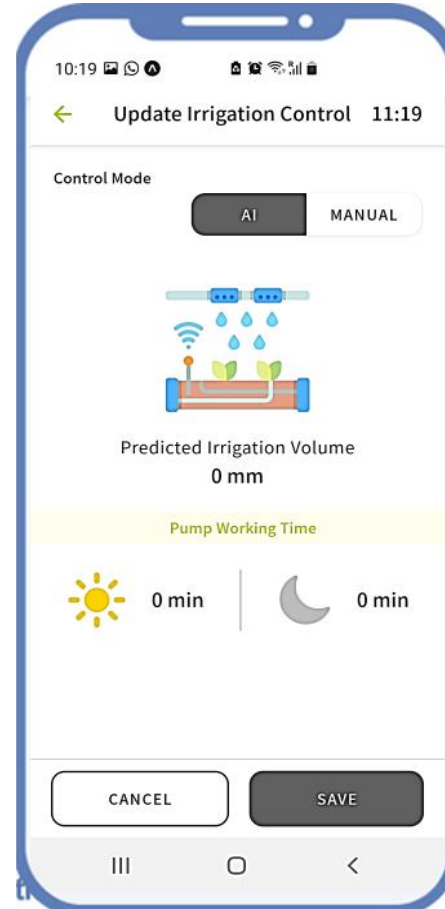 10:19
Update Irrigation Control 11:19
Control Mode
AI MANUAL
Predicted Irrigation Volume
0 mm
Pump Working Time
0 min 0 min
CANCEL SAVE